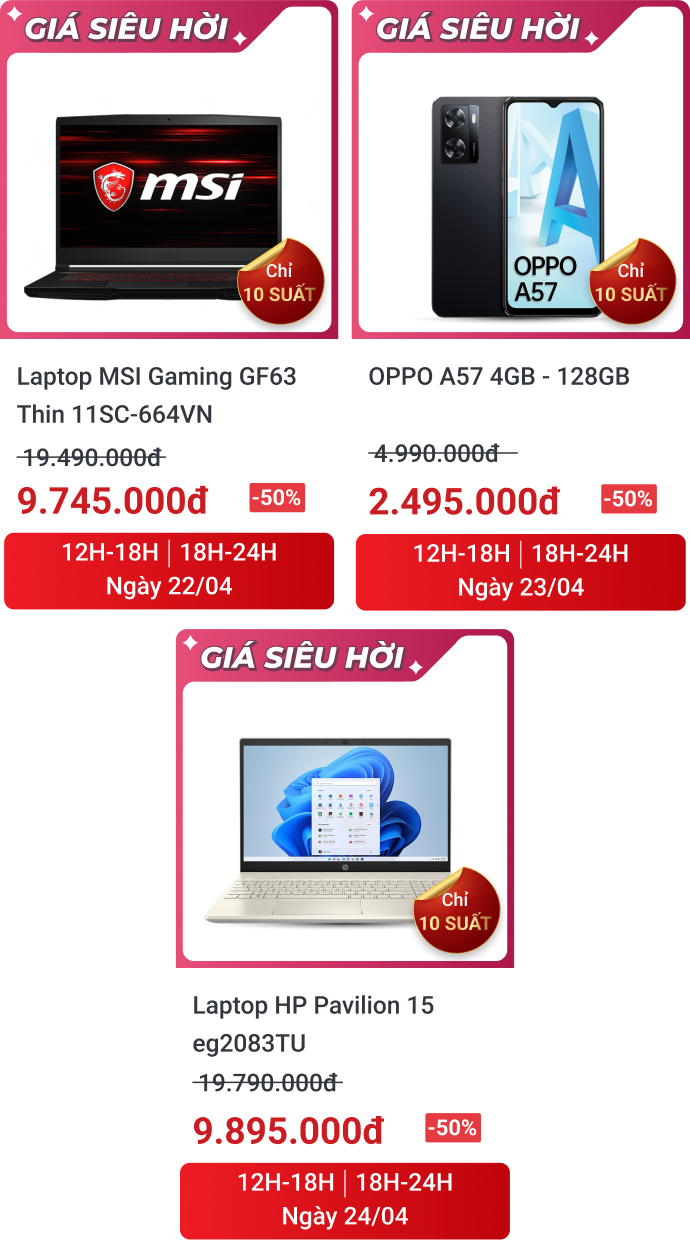 GIÁ SIÊU HỜI
msi
Chỉ
10 SUẤT
Laptop MSI Gaming GF63
Thin 11SC-664VN
19.490.000đ
9.745.000đ
-50%
12H-18H | 18H-24H
Ngày 22/04
GIÁ SIÊU HỜI
OPPO
A57
Chỉ
10 SUẤT
OPPO A57 4GB - 128GB
4.990.000đ
2.495.000đ
-50%
12H-18H | 18H-24H
Ngày 23/04
GIÁ SIÊU HỜI
Chỉ
10 SUẤT
Laptop HP Pavilion 15
eg2083TU
19.790.000đ
9.895.000đ
-50%
12H-18H | 18H-24H
Ngày 24/04